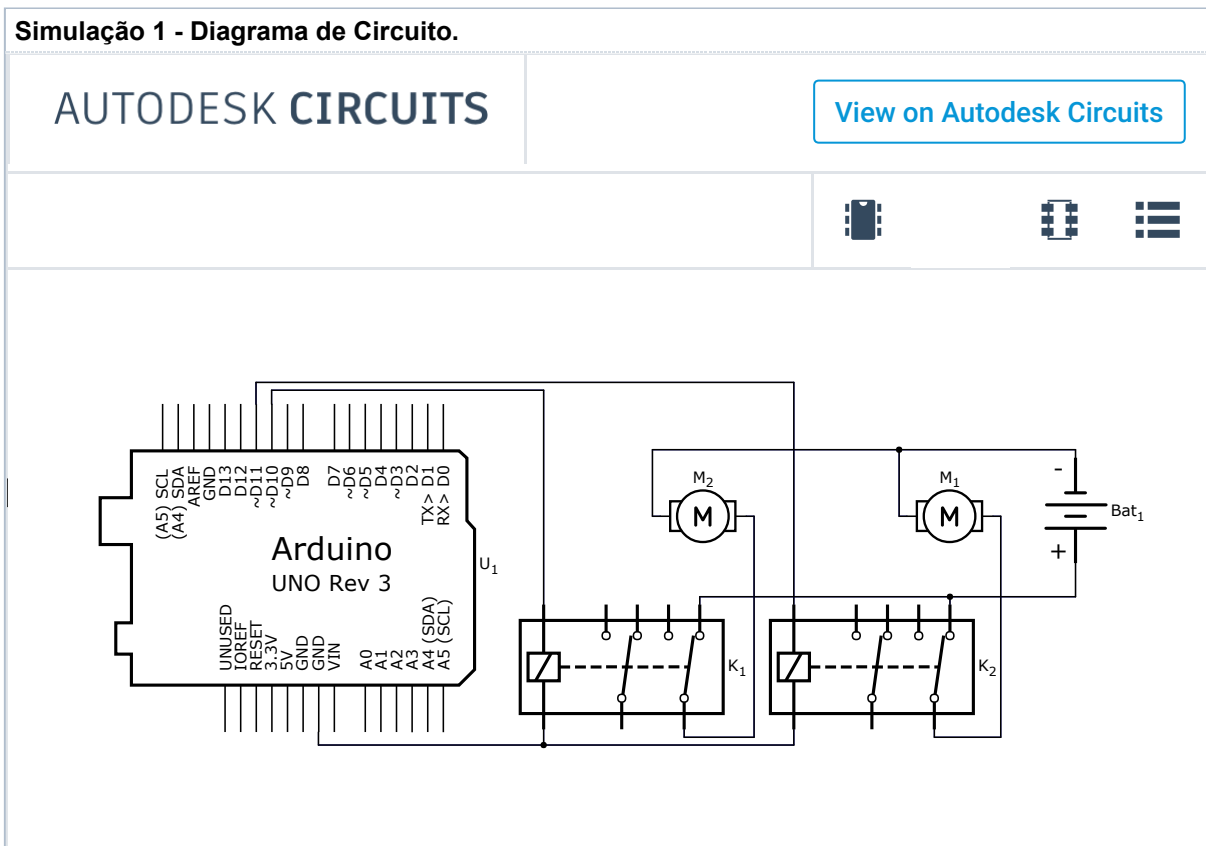 Simulação 1 - Diagrama de Circuito.
AUTODESK CIRCUITS
View on Autodesk Circuits
(A5) SCL
(A4) SDA
AREF
GND
D13
D12
~D11
~D10
~D9
D8
D7
~D6
~D5
D4
~D3
D2
TX> D1
RX> D0
Arduino
UNO Rev 3
U1
UNUSED
IOREF
RESET
3.3V
5V
GND
GND
VIN
A0
A1
A2
A3
A4 (SDA)
A5 (SCL)
M2
M
M1
M
-
Bat1
+
K1
K2